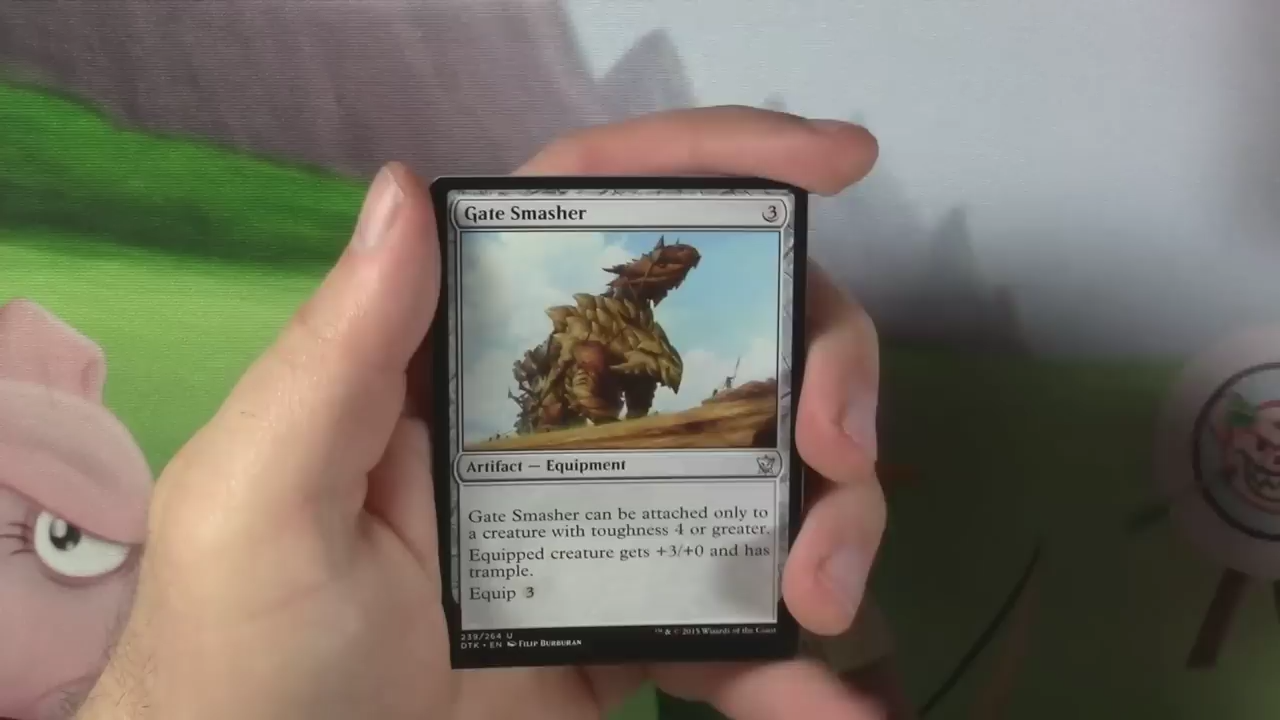 Gate Smasher 3
Artifact — Equipment
Gate Smasher can be attached only to
a creature with toughness 4 or greater.
Equipped creature gets +3/+0 and has
trample.
Equip 3
239/264 U
DTK • EN Filip Burburan
™ & © 2015 Wizards of the Coast